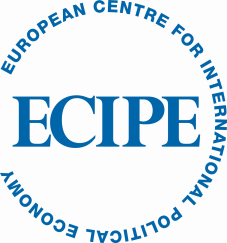 EUROPEAN CENTRE FOR INTERNATIONAL POLITICAL ECONOMY
ECIPE